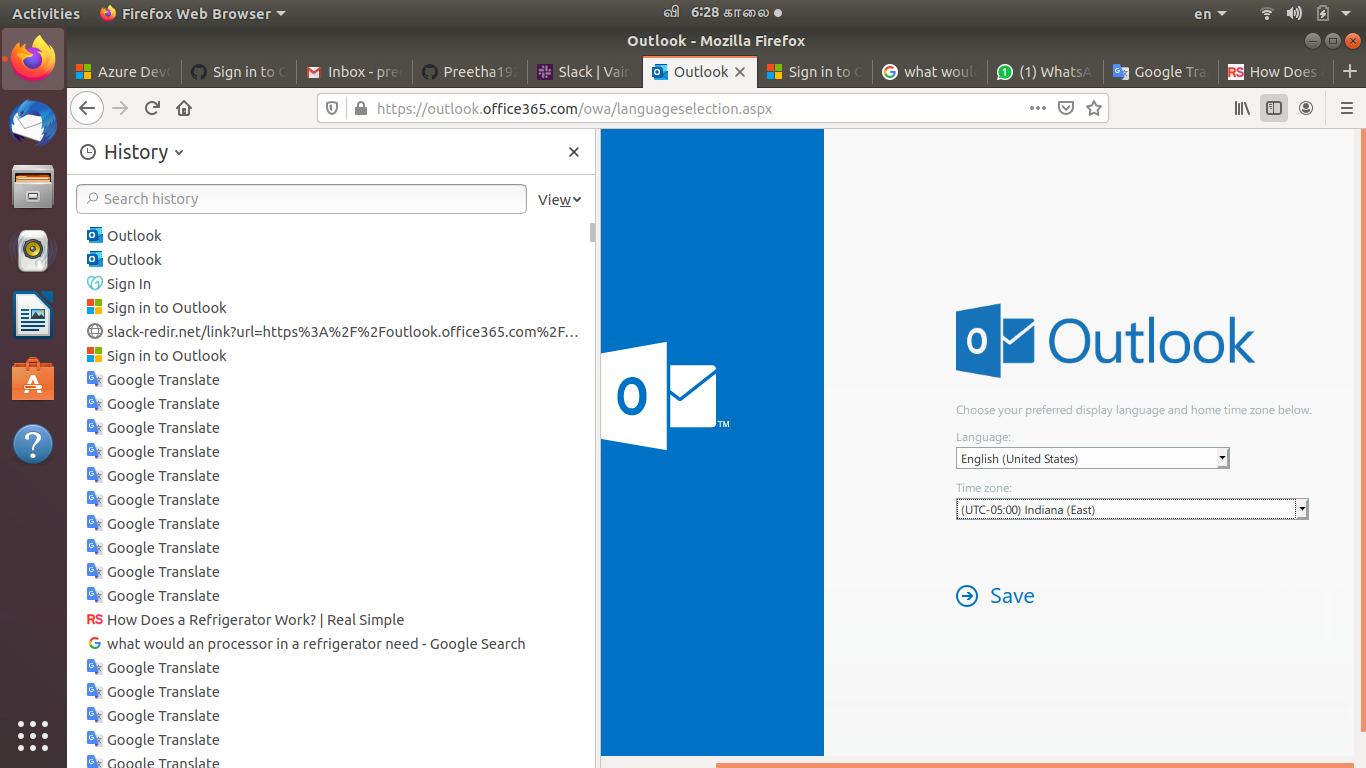 Activities Firefox Web Browser வி 6:28 காலை en
Outlook - Mozilla Firefox
Azure Dev Sign in to G Inbox - pre Preetha19 Slack | Vair Outlook Sign in to O what would (1) WhatsA Google Tra How Does
https://outlook.office365.com/owa/languageselection.aspx
History
Search history View
Outlook
Outlook
Sign In
Sign in to Outlook
slack-redir.net/link?url=https%3A%2F%2Foutlook.office365.com%2F...
Sign in to Outlook
Google Translate
Google Translate
Google Translate
Google Translate
Google Translate
Google Translate
Google Translate
Google Translate
Google Translate
Google Translate
RS How Does a Refrigerator Work? | Real Simple
what would an processor in a refrigerator need - Google Search
Google Translate
Google Translate
Google Translate
Google Translate
Google Translate
TM
Outlook
Choose your preferred display language and home time zone below.
Language:
English (United States)
Time zone:
(UTC-05:00) Indiana (East)
Save